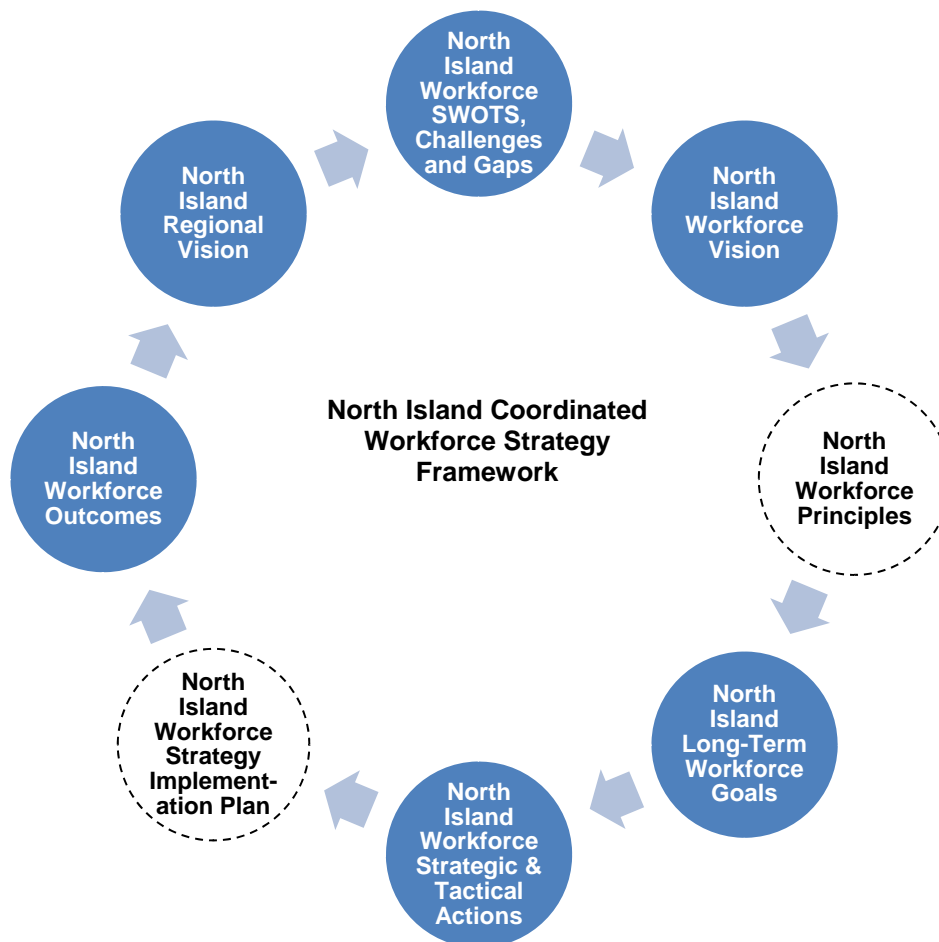 North
Island
Workforce
SWOTS,
Challenges
and Gaps
North
Island
Regional
Vision
North
Island
Workforce
Vision
North Island Coordinated
Workforce Strategy
Framework
North
Island
Workforce
Outcomes
North
Island
Workforce
Principles
North
Island
Workforce
Strategy
Implement-
ation Plan
North
Island
Long-Term
Workforce
Goals
North
Island
Workforce
Strategic &
Tactical
Actions